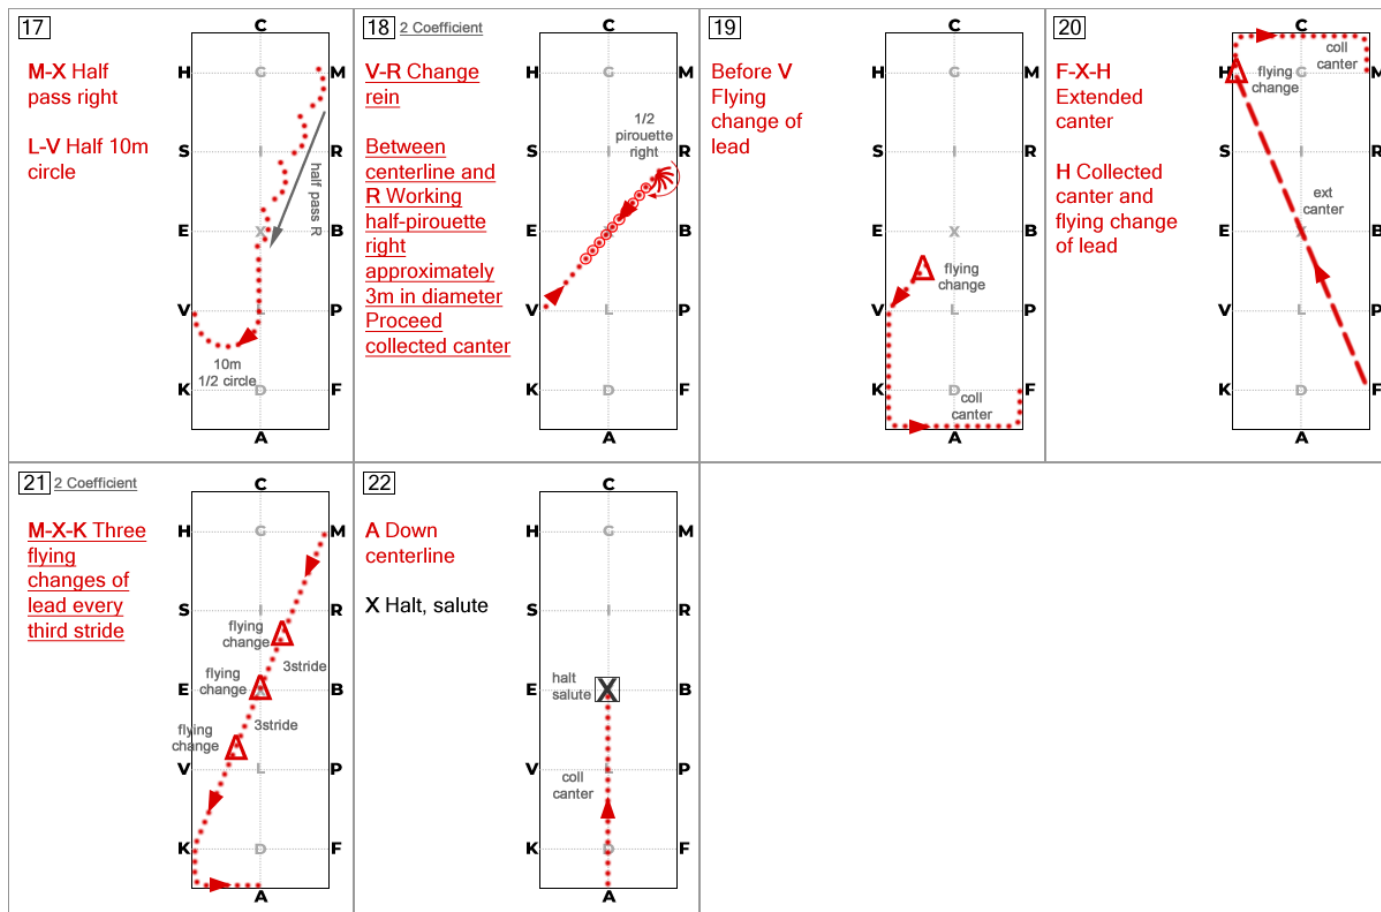 17
M-X Half
pass right
L-V Half 10m
circle
C
H
G
M
S
I
R
half pass R
E
X
B
V
L
P
10m
1/2 circle
K
D
F
A
18
2 Coefficient
V-R Change
rein
Between
centerline and
R Working
half-pirouette
right
approximately
3m in diameter
Proceed
collected canter
C
H
G
M
1/2
pirouette
right
S
I
R
E
B
V
L
P
K
D
F
A
19
Before V
Flying
change of
lead
C
H
G
M
S
I
R
E
X
B
flying
change
V
L
P
K
D
F
coll
canter
A
20
F-X-H
Extended
canter
H Collected
canter and
flying change
of lead
C
coll
canter
H
flying
change
G
M
S
I
R
ext
canter
E
X
B
V
L
P
K
D
F
A
21
2 Coefficient
M-X-K Three
flying
changes of
lead every
third stride
C
H
G
M
S
I
R
flying
change
3stride
flying
change
E
X
B
3stride
flying
change
V
L
P
K
D
F
A
22
A Down
centerline
X Halt, salute
C
H
G
M
S
I
R
halt
salute
E
X
B
V
L
P
coll
canter
K
D
F
A